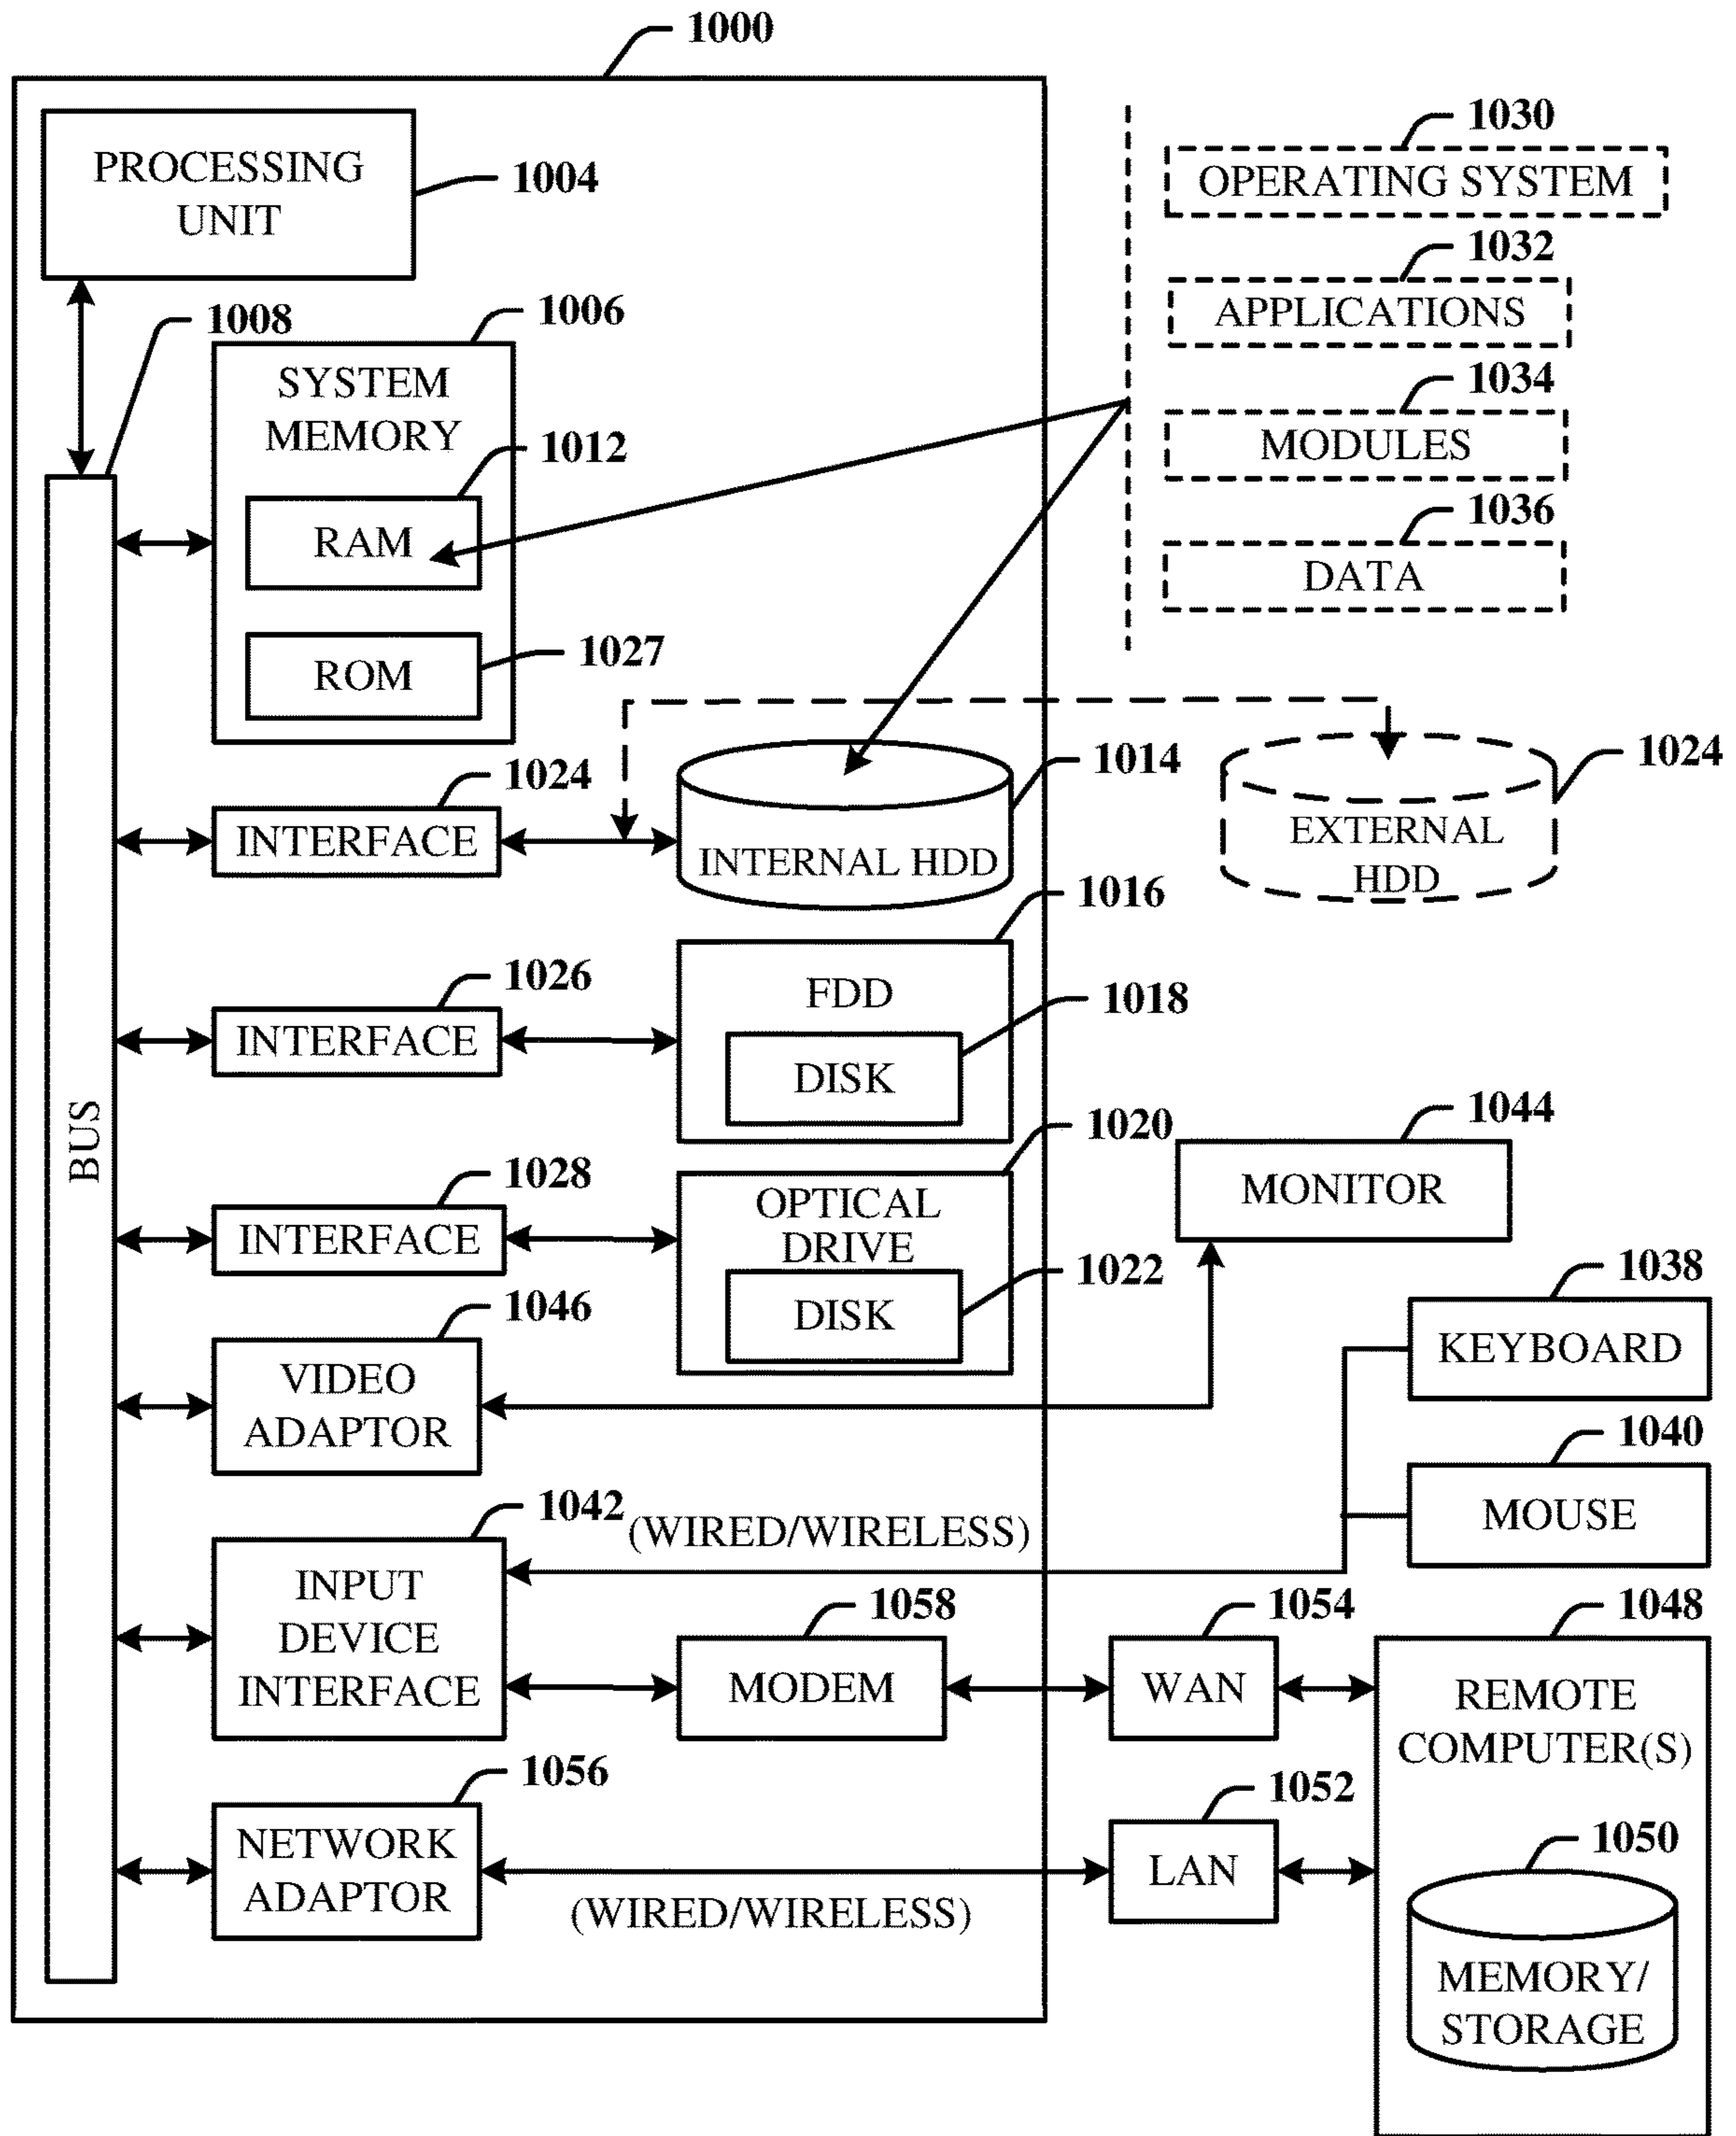 1000
PROCESSING
UNIT
1004
1030
OPERATING SYSTEM
1032
APPLICATIONS
1034
MODULES
1036
DATA
1008
1006
SYSTEM
MEMORY
1012
RAM
1027
ROM
1024
INTERFACE
1014
INTERNAL HDD
1024
EXTERNAL
HDD
1026
INTERFACE
1016
FDD
1018
DISK
BUS
1028
INTERFACE
1020
OPTICAL
DRIVE
1022
DISK
1044
MONITOR
1046
VIDEO
ADAPTOR
1038
KEYBOARD
1040
MOUSE
1042
(WIRED/WIRELESS)
INPUT
DEVICE
INTERFACE
1058
MODEM
1054
WAN
1048
REMOTE
COMPUTER(S)
1056
NETWORK
ADAPTOR
(WIRED/WIRELESS)
1052
LAN
1050
MEMORY/
STORAGE